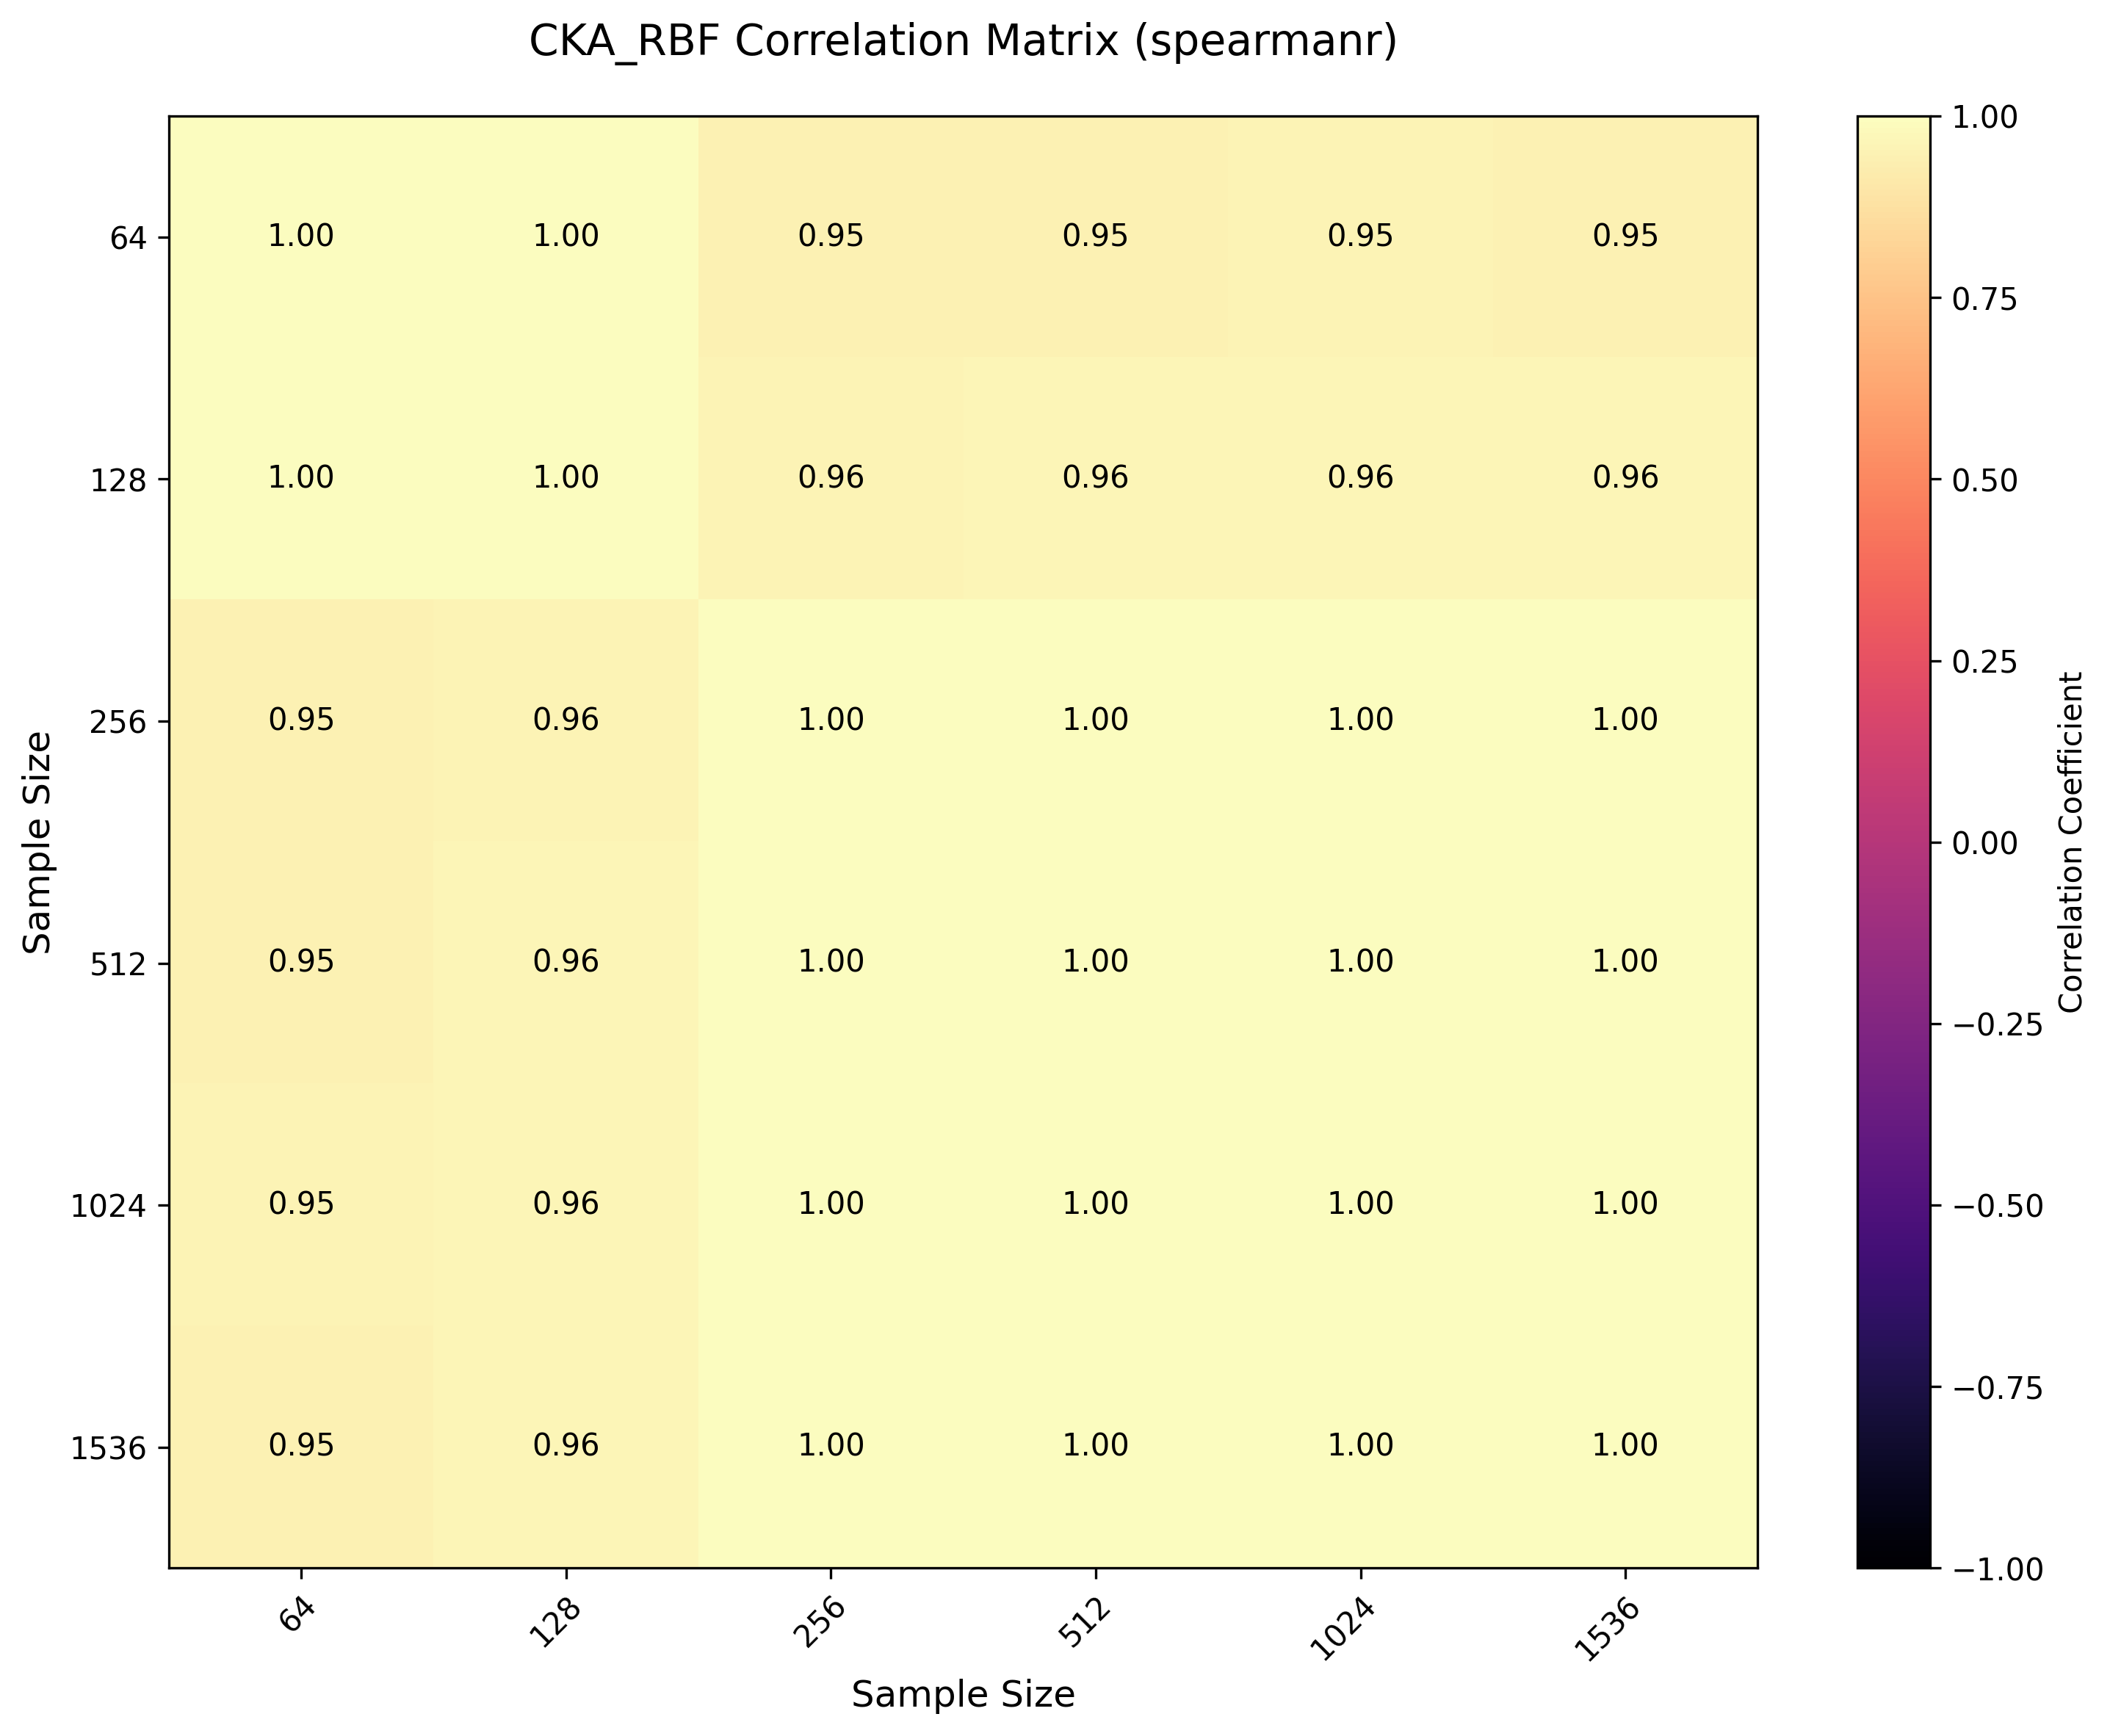 CKA_RBF Correlation Matrix (spearmanr)
64 1.00 1.00 0.95 0.95 0.95 0.95
128 1.00 1.00 0.96 0.96 0.96 0.96
256 0.95 0.96 1.00 1.00 1.00 1.00
512 0.95 0.96 1.00 1.00 1.00 1.00
1024 0.95 0.96 1.00 1.00 1.00 1.00
1536 0.95 0.96 1.00 1.00 1.00 1.00
64 128 256 512 1024 1536
Sample Size
Sample Size
1.00
0.75
0.50
0.25
0.00
−0.25
−0.50
−0.75
−1.00
Correlation Coefficient